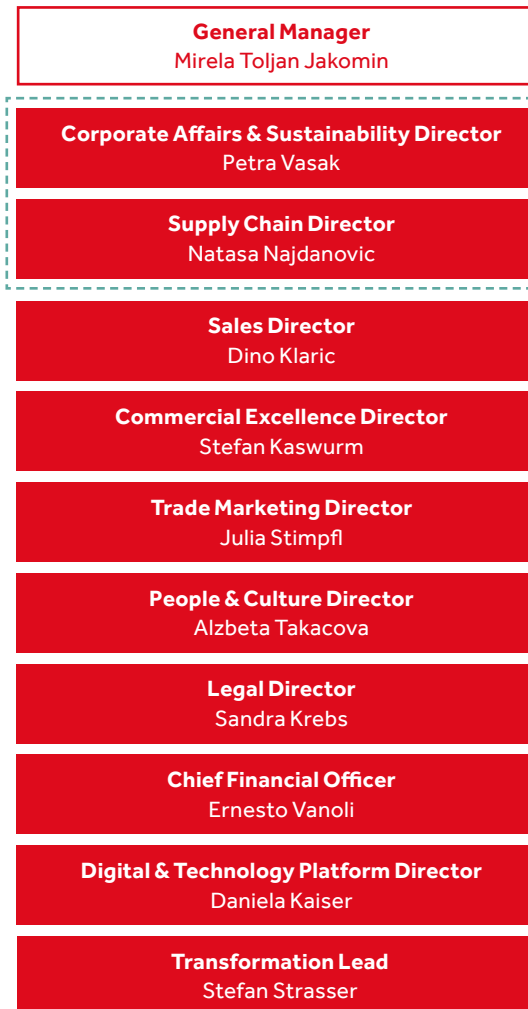 General Manager
Mirela Toljan Jakomin
Corporate Affairs & Sustainability Director
Petra Vasak
Supply Chain Director
Natasa Najdanovic
Sales Director
Dino Klaric
Commercial Excellence Director
Stefan Kaswurm
Trade Marketing Director
Julia Stimpfl
People & Culture Director
Alzbeta Takacova
Legal Director
Sandra Krebs
Chief Financial Officer
Ernesto Vanoli
Digital & Technology Platform Director
Daniela Kaiser
Transformation Lead
Stefan Strasser